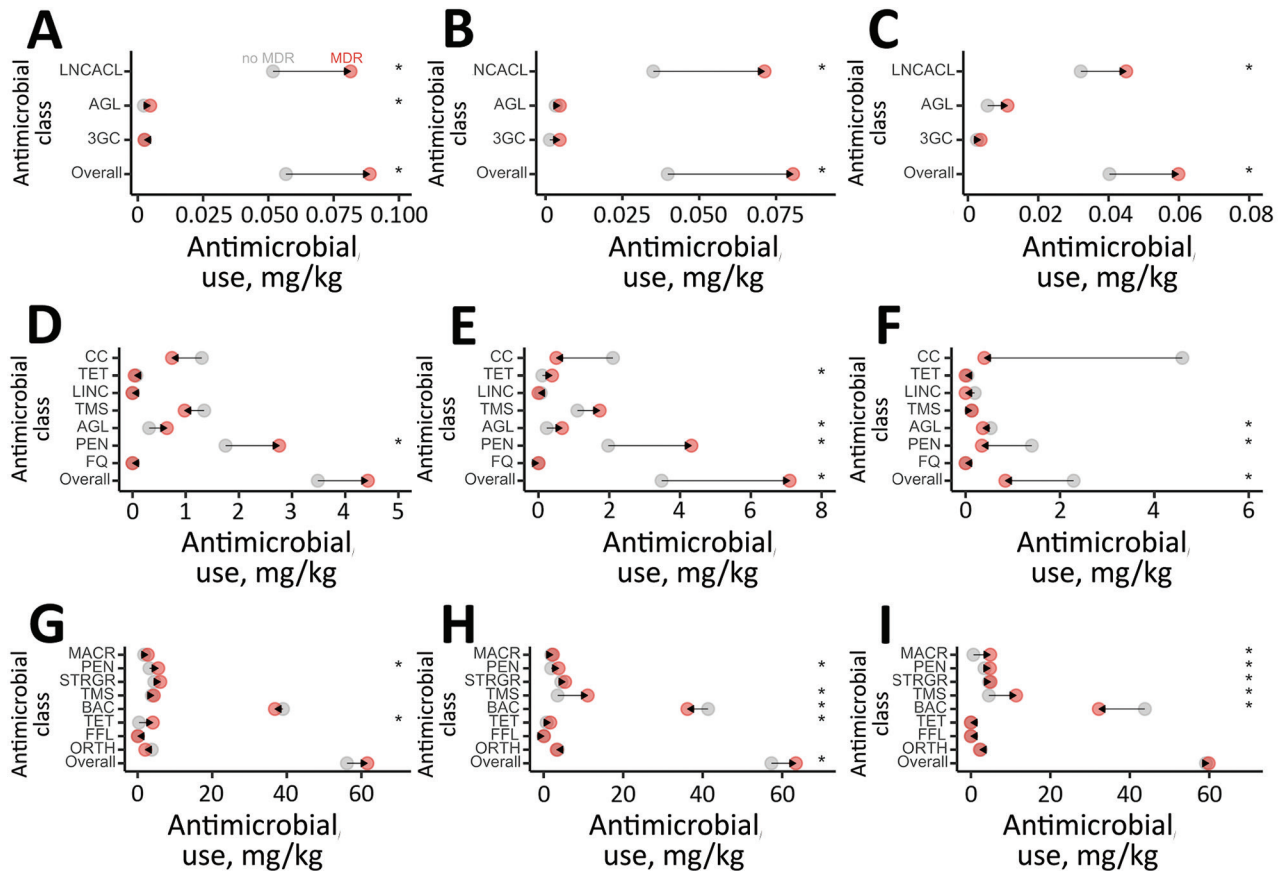 A
B
C
Antimicrobial
class
no MDR
MDR
LNCACL
*
AGL
*
3GC
Overall
*
0 0.025 0.050 0.075 0.100
Antimicrobial
use, mg/kg
Antimicrobial
class
NCACL
*
AGL
3GC
Overall
*
0 0.025 0.050 0.075
Antimicrobial
use, mg/kg
Antimicrobial
class
LNCACL
*
AGL
3GC
Overall
*
0 0.02 0.04 0.06 0.08
Antimicrobial
use, mg/kg
D
E
F
Antimicrobial
class
CC
TET
LINC
TMS
AGL
PEN
*
FQ
Overall
0 1 2 3 4 5
Antimicrobial
use, mg/kg
Antimicrobial
class
CC
TET
*
LINC
TMS
AGL
*
PEN
*
FQ
Overall
*
0 2 4 6 8
Antimicrobial
use, mg/kg
Antimicrobial
class
CC
TET
LINC
TMS
AGL
*
PEN
*
FQ
Overall
*
0 2 4 6
Antimicrobial
use, mg/kg
G
H
I
Antimicrobial
class
MACR
PEN
*
STRGR
TMS
BAC
TET
*
FFL
ORTH
Overall
0 20 40 60
Antimicrobial
use, mg/kg
Antimicrobial
class
MACR
PEN
*
STRGR
TMS
*
BAC
*
TET
*
FFL
ORTH
Overall
*
0 20 40 60
Antimicrobial
use, mg/kg
Antimicrobial
class
MACR
*
PEN
*
STRGR
*
TMS
*
BAC
*
TET
FFL
ORTH
Overall
0 20 40 60
Antimicrobial
use, mg/kg